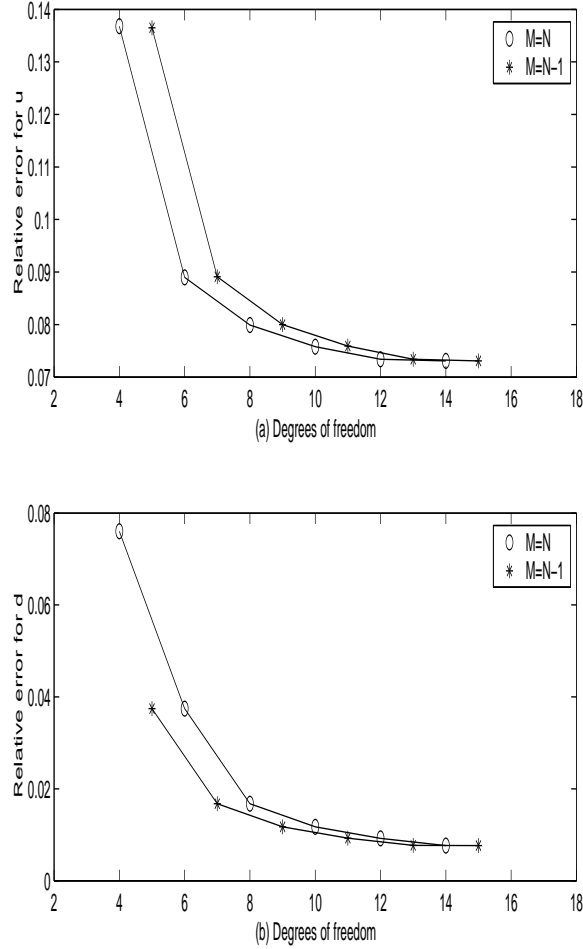 0.14
0.13
0.12
0.11
0.1
0.09
0.08
0.07
Relative error for u
M=N
M=N−1
2 4 6 8 10 12 14 16 18
(a) Degrees of freedom
0.08
0.06
0.04
0.02
0
Relative error for d
M=N
M=N−1
2 4 6 8 10 12 14 16 18
(b) Degrees of freedom